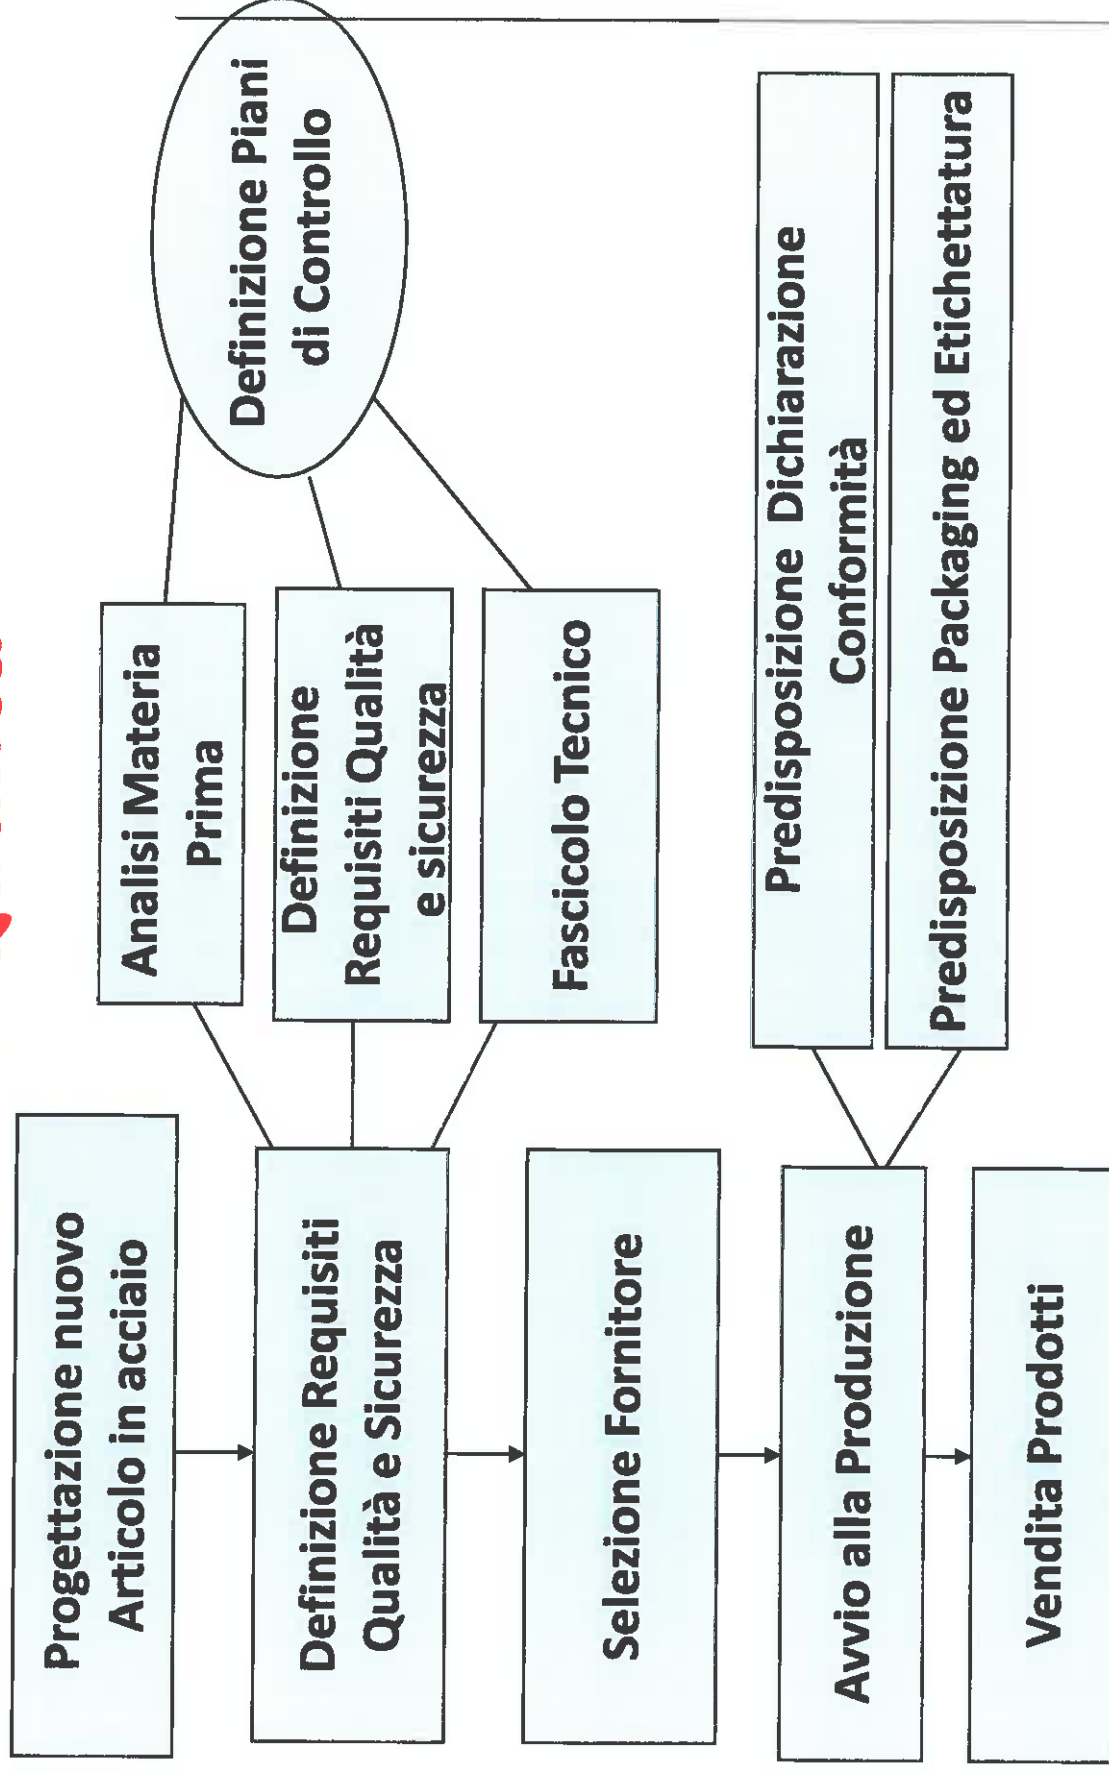 Progettazione nuovo
Articolo in acciaio
Definizione Requisiti
Qualità e Sicurezza
Analisi Materia
Prima
Definizione
Requisiti Qualità
e sicurezza
Fascicolo Tecnico
Definizione Piani
di Controllo
Selezione Fornitore
Avvio alla Produzione
Predisposizione Dichiarazione
Conformità
Predisposizione Packaging ed Etichettatura
Vendita Prodotti